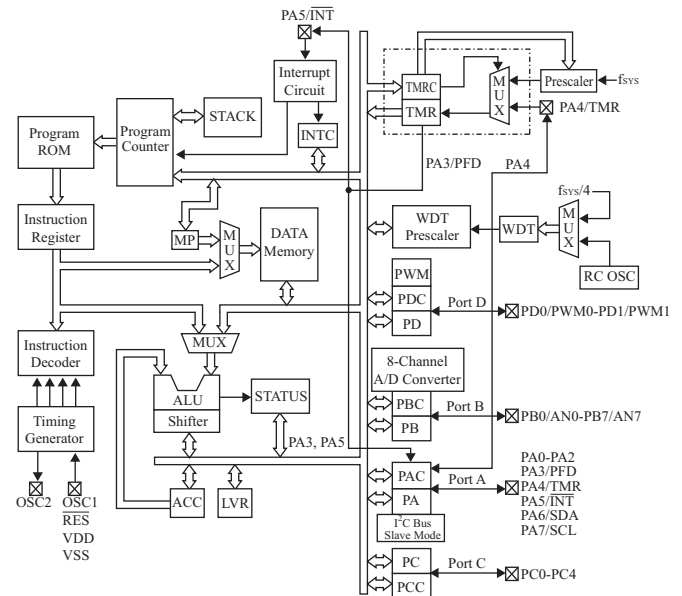 PA5/INT
Interrupt
Circuit
STACK
Program
ROM
Program
Counter
INTC
TMRC
TMR
MUX
Prescaler
fSYS
PA4/TMR
PA3/PFD
PA4
Instruction
Register
MP
MUX
DATA
Memory
WDT
Prescaler
WDT
fSYS/4
MUX
RC OSC
PWM
PDC
PD
Port D
PD0/PWM0-PD1/PWM1
MUX
Instruction
Decoder
ALU
Shifter
STATUS
8-Channel
A/D Converter
PBC
PB
Port B
PB0/AN0-PB7/AN7
Timing
Generator
PA3, PA5
PAC
PA
I2C Bus
Slave Mode
Port A
PA0-PA2
PA3/PFD
PA4/TMR
PA5/INT
PA6/SDA
PA7/SCL
OSC2
OSC1
RES
VDD
VSS
ACC
LVR
PC
PCC
Port C
PC0-PC4